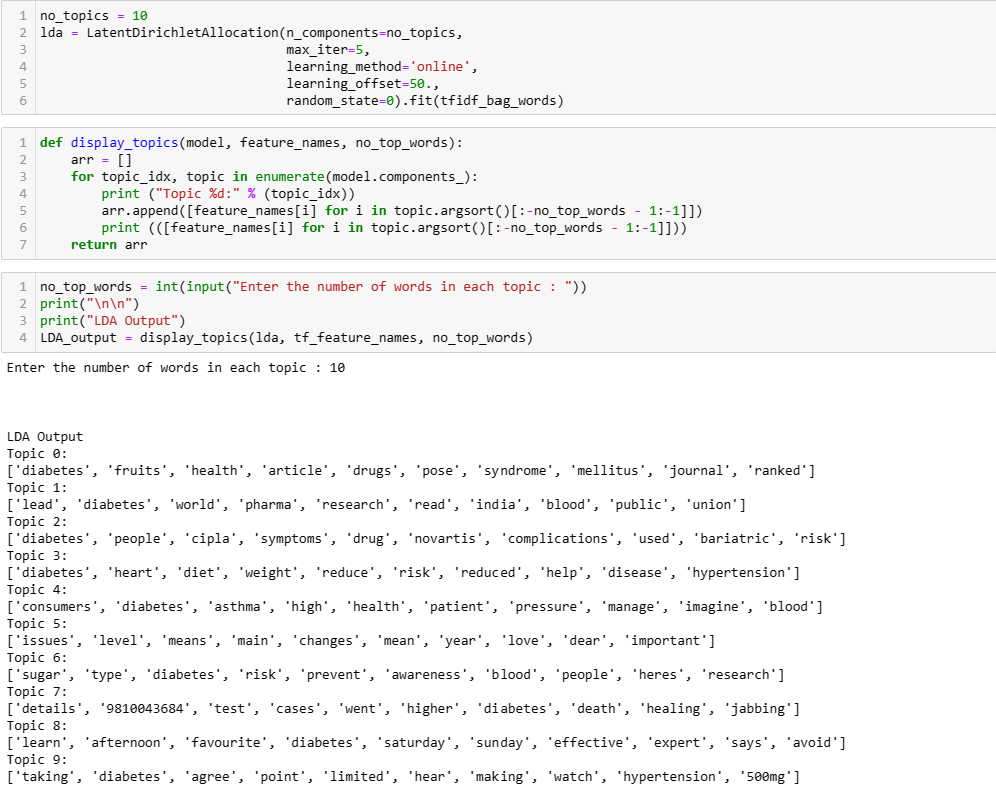 1 no_topics = 10
2 lda = LatentDirichletAllocation(n_components=no_topics,
3                                 max_iter=5,
4                                 learning_method='online',
5                                 learning_offset=50.,
6                                 random_state=0).fit(tfidf_bag_words)
1 def display_topics(model, feature_names, no_top_words):
2     arr = []
3     for topic_idx, topic in enumerate(model.components_):
4         print ("Topic %d:" % (topic_idx))
5         arr.append([feature_names[i] for i in topic.argsort()[:-no_top_words - 1:-1]])
6         print (([feature_names[i] for i in topic.argsort()[:-no_top_words - 1:-1]]))
7     return arr
1 no_top_words = int(input("Enter the number of words in each topic : "))
2 print("\n\n")
3 print("LDA Output")
4 LDA_output = display_topics(lda, tf_feature_names, no_top_words)
Enter the number of words in each topic : 10
LDA Output
Topic 0:
['diabetes', 'fruits', 'health', 'article', 'drugs', 'pose', 'syndrome', 'mellitus', 'journal', 'ranked']
Topic 1:
['lead', 'diabetes', 'world', 'pharma', 'research', 'read', 'india', 'blood', 'public', 'union']
Topic 2:
['diabetes', 'people', 'cipla', 'symptoms', 'drug', 'novartis', 'complications', 'used', 'bariatric', 'risk']
Topic 3:
['diabetes', 'heart', 'diet', 'weight', 'reduce', 'risk', 'reduced', 'help', 'disease', 'hypertension']
Topic 4:
['consumers', 'diabetes', 'asthma', 'high', 'health', 'patient', 'pressure', 'manage', 'imagine', 'blood']
Topic 5:
['issues', 'level', 'means', 'main', 'changes', 'mean', 'year', 'love', 'dear', 'important']
Topic 6:
['sugar', 'type', 'diabetes', 'risk', 'prevent', 'awareness', 'blood', 'people', 'heres', 'research']
Topic 7:
['details', '9810043684', 'test', 'cases', 'went', 'higher', 'diabetes', 'death', 'healing', 'jabbing']
Topic 8:
['learn', 'afternoon', 'favourite', 'diabetes', 'saturday', 'sunday', 'effective', 'expert', 'says', 'avoid']
Topic 9:
['taking', 'diabetes', 'agree', 'point', 'limited', 'hear', 'making', 'watch', 'hypertension', '500mg']